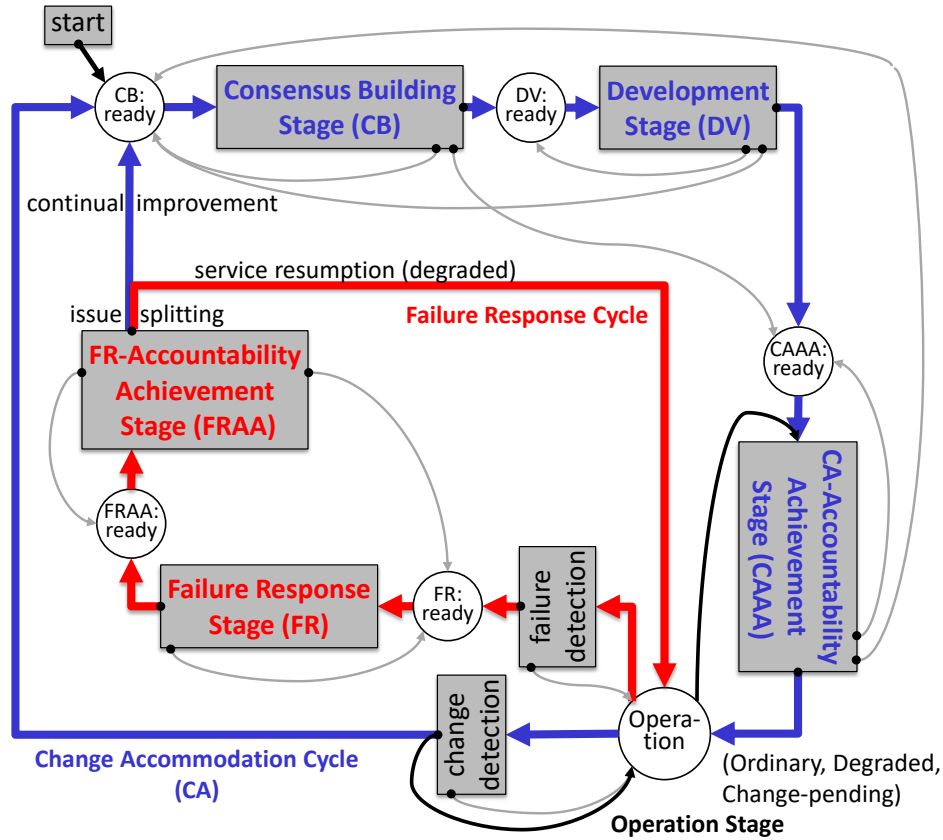 start
CB:
ready
Consensus Building
Stage (CB)
DV:
ready
Development
Stage (DV)
continual improvement
service resumption (degraded)
issue splitting
Failure Response Cycle
FR-Accountability
Achievement
Stage (FRAA)
CAAA:
ready
CA-Accountability
Achievement
Stage (CAAA)
FRAA:
ready
Failure Response
Stage (FR)
FR:
ready
failure
detection
change
detection
Opera-
tion
Change Accommodation Cycle
(CA)
(Ordinary, Degraded,
Change-pending)
Operation Stage